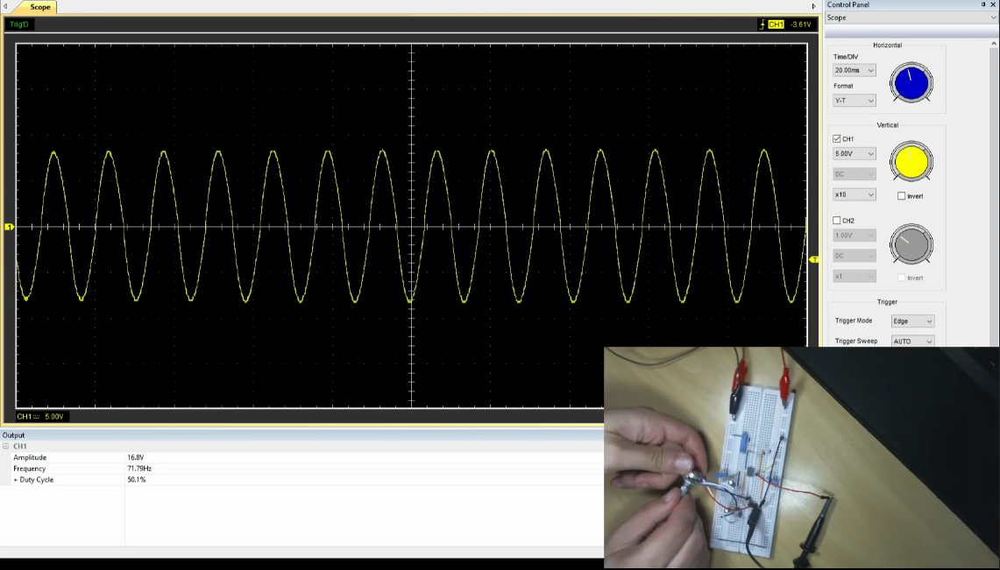 Scope
Control Panel
Scope
Trig'D
CH1 -3.61V
Horizontal
Time/DIV
20.00ms
Format
Y-T
Vertical
CH1
5.00V
DC
x10
Invert
CH2
1.00V
DC
x1
Invert
1
T
Trigger
Trigger Mode
Edge
Trigger Sweep
AUTO
CH1 5.00V
Output
CH1
Amplitude 16.8V
Frequency 71.79Hz
+ Duty Cycle 50.1%